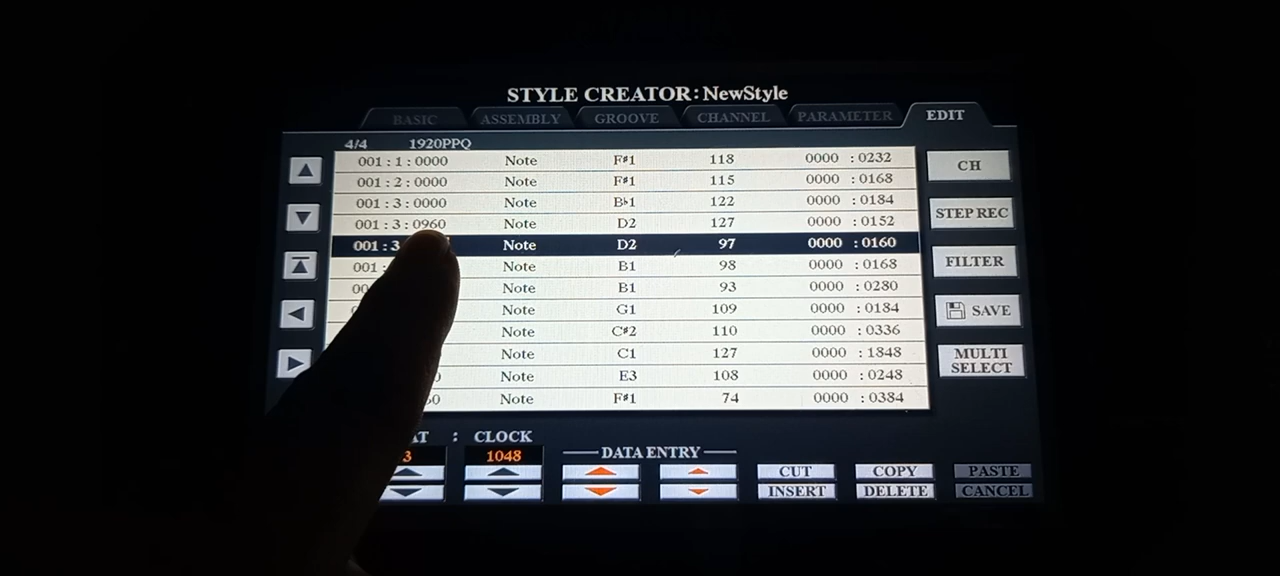 STYLE CREATOR: NewStyle
BASIC ASSEMBLY GROOVE CHANNEL PARAMETER EDIT
4/4 1920PPQ
001 : 1 : 0000 Note F♯1 118 0000 : 0232
001 : 2 : 0000 Note F♯1 115 0000 : 0168
001 : 3 : 0000 Note B♭1 122 0000 : 0184
001 : 3 : 0960 Note D2 127 0000 : 0152
001 : 3 Note D2 97 0000 : 0160
001 : Note B1 98 0000 : 0168
Note B1 93 0000 : 0280
Note G1 109 0000 : 0184
Note C♯2 110 0000 : 0336
Note C1 127 0000 : 1848
Note E3 108 0000 : 0248
Note F♯1 74 0000 : 0384
CH
STEP REC
FILTER
SAVE
MULTI
SELECT
: CLOCK
3 1048
DATA ENTRY
CUT COPY PASTE
INSERT DELETE CANCEL